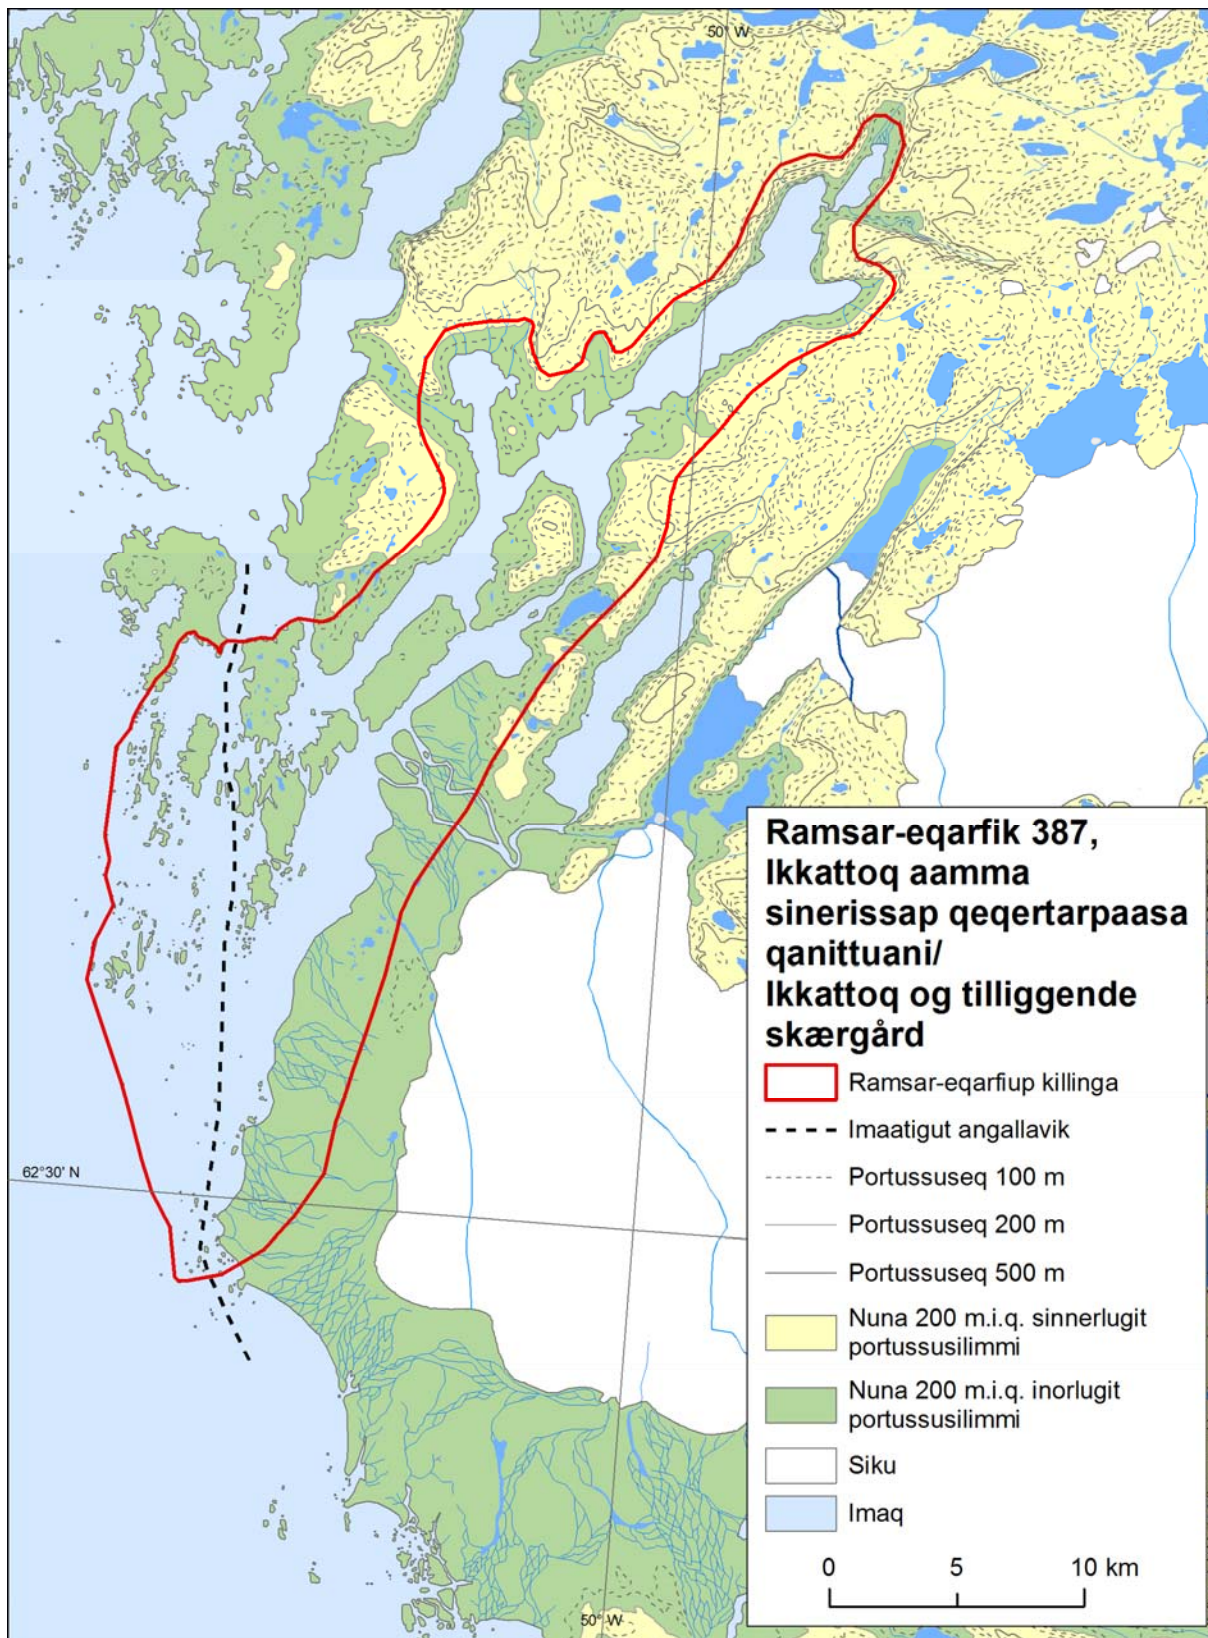 50° W
62°30' N
Ramsar-eqarfik 387,
Ikkattoq aamma
sinerissap qeqertarpaasa
qanittuani/
Ikkattoq og tilliggende
skærgård
Ramsar-eqarfiup killinga
Imaatigut angallavik
Portussuseq 100 m
Portussuseq 200 m
Portussuseq 500 m
Nuna 200 m.i.q. sinnerlugit
portussusilimmi
Nuna 200 m.i.q. inorlugit
portussusilimmi
Siku
Imaq
0 5 10 km
50° W